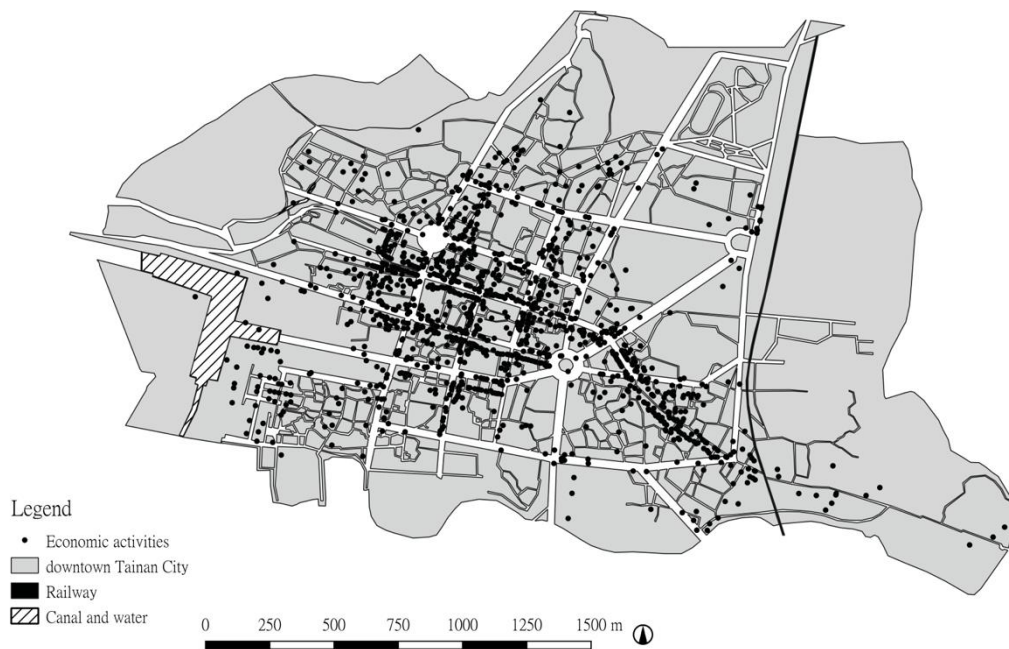 Legend
Economic activities
downtown Tainan City
Railway
Canal and water
0 250 500 750 1000 1250 1500 m